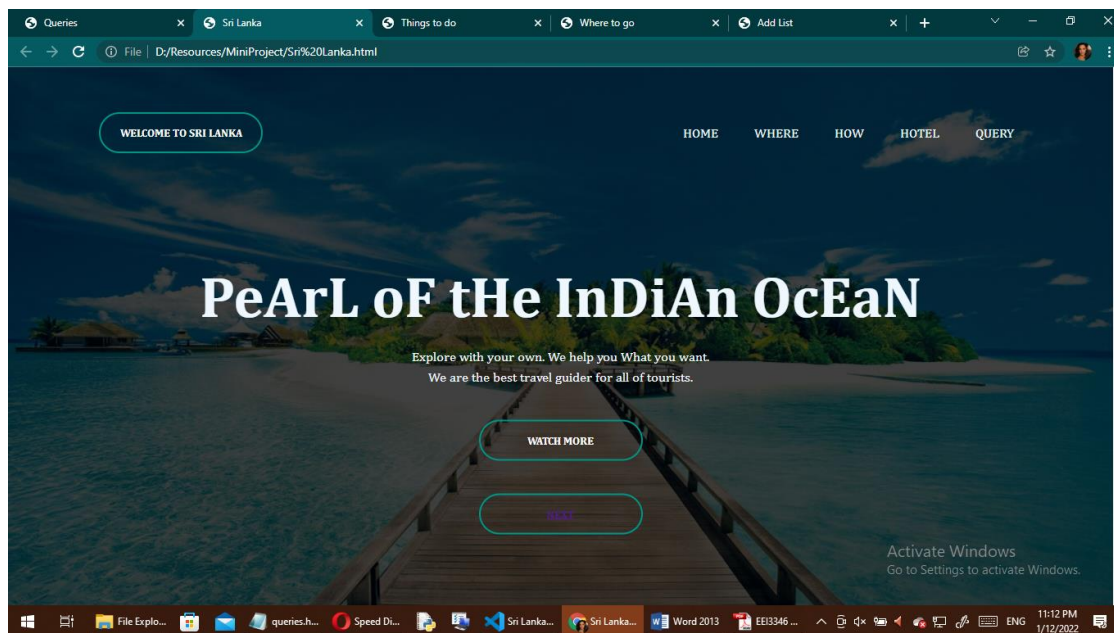 Queries
Sri Lanka
Things to do
Where to go
Add List
File
D:/Resources/MiniProject/Sri%20Lanka.html
WELCOME TO SRI LANKA
HOME WHERE HOW HOTEL QUERY
PeArL oF tHe InDiAn OcEaN
Explore with your own. We help you What you want.
We are the best travel guider for all of tourists.
WATCH MORE
NEXT
Activate Windows
Go to Settings to activate Windows.
File Explo...
queries.h...
Speed Di...
Sri Lanka...
Sri Lanka...
Word 2013
EEI3346 ...
ENG
11:12 PM
1/12/2022